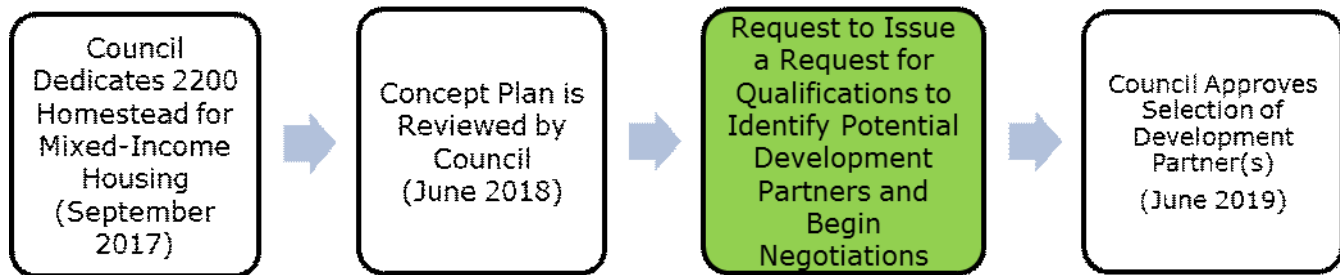 Council
Dedicates 2200
Homestead for
Mixed-Income
Housing
(September
2017)
Concept Plan is
Reviewed by
Council
(June 2018)
Request to Issue
a Request for
Qualifications to
Identify Potential
Development
Partners and
Begin
Negotiations
Council Approves
Selection of
Development
Partner(s)
(June 2019)